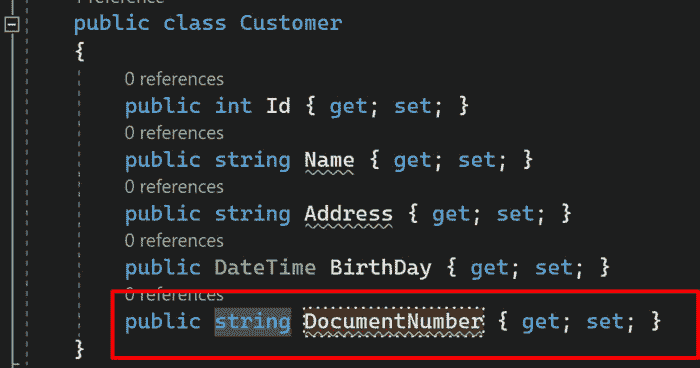 public class Customer
{
0 references
public int Id { get; set; }
0 references
public string Name { get; set; }
0 references
public string Address { get; set; }
0 references
public DateTime BirthDay { get; set; }
0 references
public string DocumentNumber { get; set; }
}